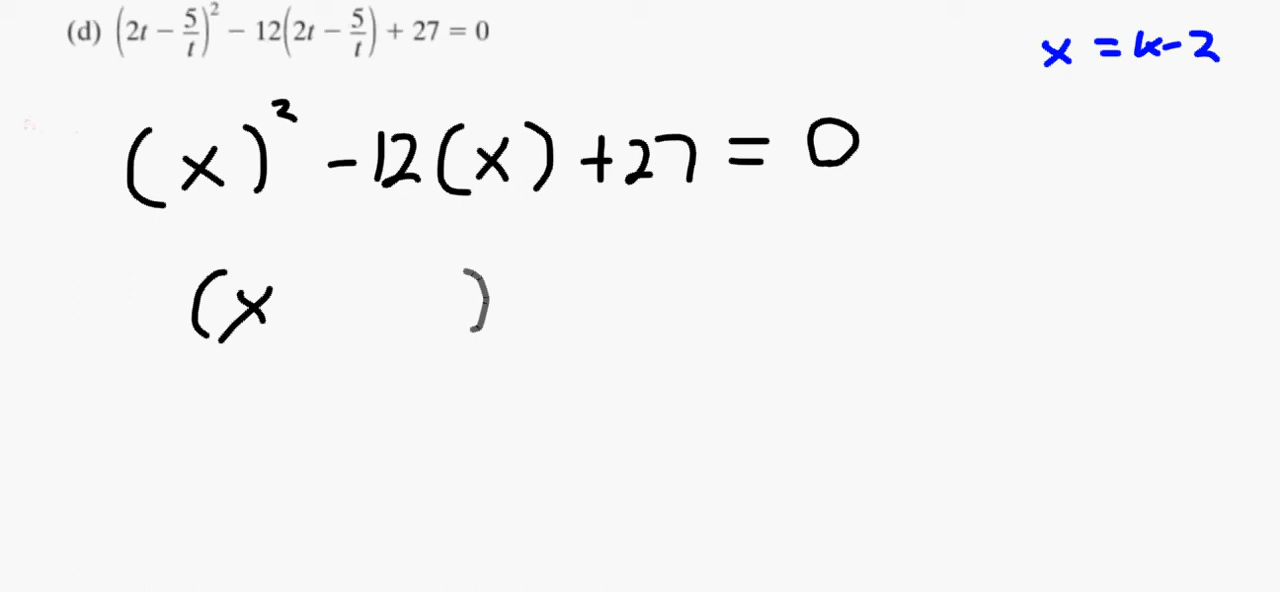 (d) (2t − 5/t)² − 12(2t − 5/t) + 27 = 0
x = k-2
(x)² -12(x) +27 = 0
(x )